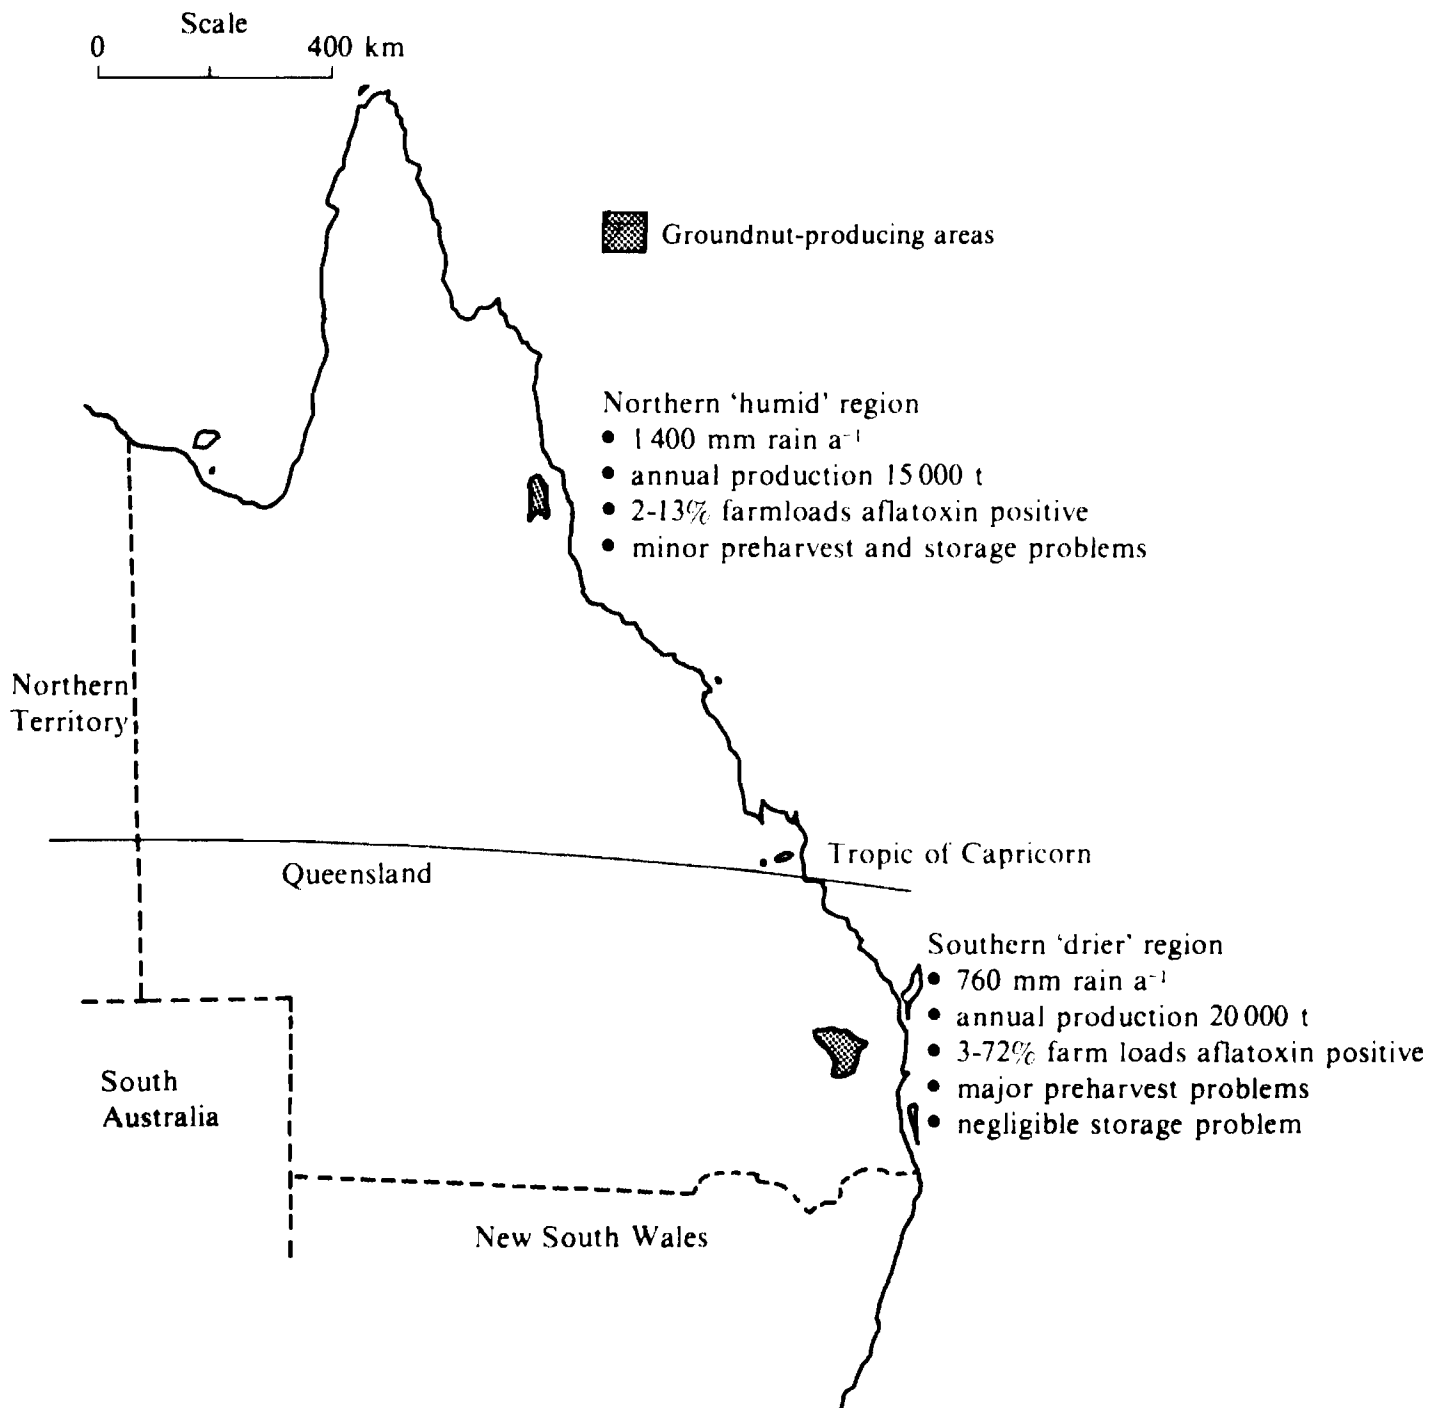 Scale
0 400 km
Groundnut-producing areas
Northern ‘humid’ region
• 1400 mm rain a⁻¹
• annual production 15 000 t
• 2-13% farmloads aflatoxin positive
• minor preharvest and storage problems
Northern
Territory
Tropic of Capricorn
Queensland
Southern ‘drier’ region
• 760 mm rain a⁻¹
• annual production 20 000 t
• 3-72% farm loads aflatoxin positive
• major preharvest problems
• negligible storage problem
South
Australia
New South Wales